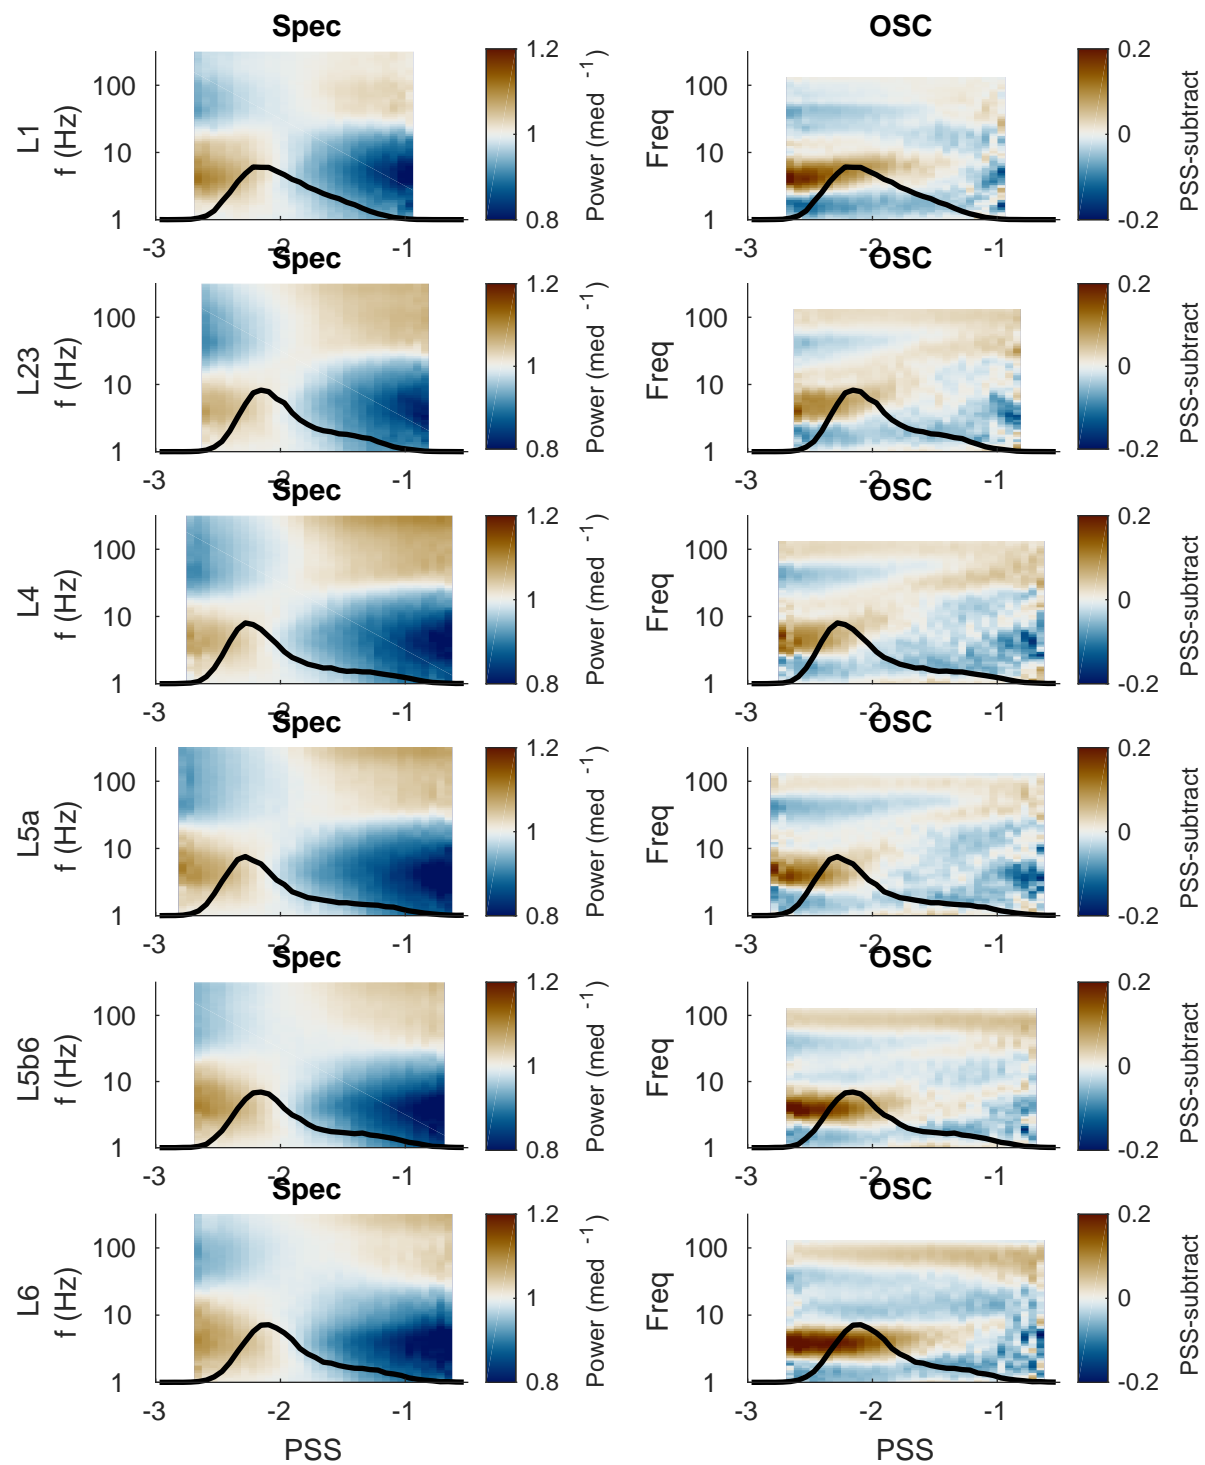 Spec
OSC
L1
f (Hz)
100
10
1
-3
-2
-1
1.2
1
0.8
Power (med -1)
Freq
100
10
1
-3
-2
-1
0.2
0
-0.2
PSS-subtract
Spec
OSC
L23
f (Hz)
100
10
1
-3
-2
-1
1.2
1
0.8
Power (med -1)
Freq
100
10
1
-3
-2
-1
0.2
0
-0.2
PSS-subtract
Spec
OSC
L4
f (Hz)
100
10
1
-3
-2
-1
1.2
1
0.8
Power (med -1)
Freq
100
10
1
-3
-2
-1
0.2
0
-0.2
PSS-subtract
Spec
OSC
L5a
f (Hz)
100
10
1
-3
-2
-1
1.2
1
0.8
Power (med -1)
Freq
100
10
1
-3
-2
-1
0.2
0
-0.2
PSS-subtract
Spec
OSC
L5b6
f (Hz)
100
10
1
-3
-2
-1
1.2
1
0.8
Power (med -1)
Freq
100
10
1
-3
-2
-1
0.2
0
-0.2
PSS-subtract
Spec
OSC
L6
f (Hz)
100
10
1
-3
-2
-1
PSS
1.2
1
0.8
Power (med -1)
Freq
100
10
1
-3
-2
-1
PSS
0.2
0
-0.2
PSS-subtract